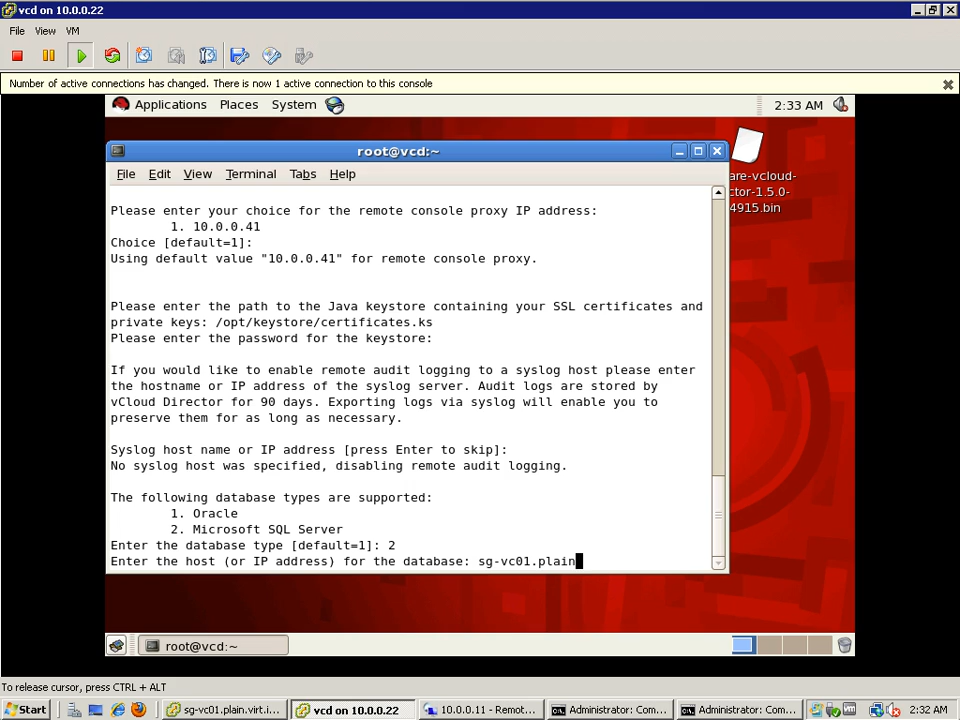 vcd on 10.0.0.22
File View VM
Number of active connections has changed. There is now 1 active connection to this console
Applications Places System 2:33 AM
root@vcd:~
File Edit View Terminal Tabs Help
are-vcloud-
ctor-1.5.0-
4915.bin
Please enter your choice for the remote console proxy IP address:
1. 10.0.0.41
Choice [default=1]:
Using default value "10.0.0.41" for remote console proxy.
Please enter the path to the Java keystore containing your SSL certificates and
private keys: /opt/keystore/certificates.ks
Please enter the password for the keystore:
If you would like to enable remote audit logging to a syslog host please enter
the hostname or IP address of the syslog server. Audit logs are stored by
vCloud Director for 90 days. Exporting logs via syslog will enable you to
preserve them for as long as necessary.
Syslog host name or IP address [press Enter to skip]:
No syslog host was specified, disabling remote audit logging.
The following database types are supported:
1. Oracle
2. Microsoft SQL Server
Enter the database type [default=1]: 2
Enter the host (or IP address) for the database: sg-vc01.plain
root@vcd:~
To release cursor, press CTRL + ALT
Start sg-vc01.plain.virt.i... vcd on 10.0.0.22 10.0.0.11 - Remot... Administrator: Com... Administrator: Com... 2:32 AM